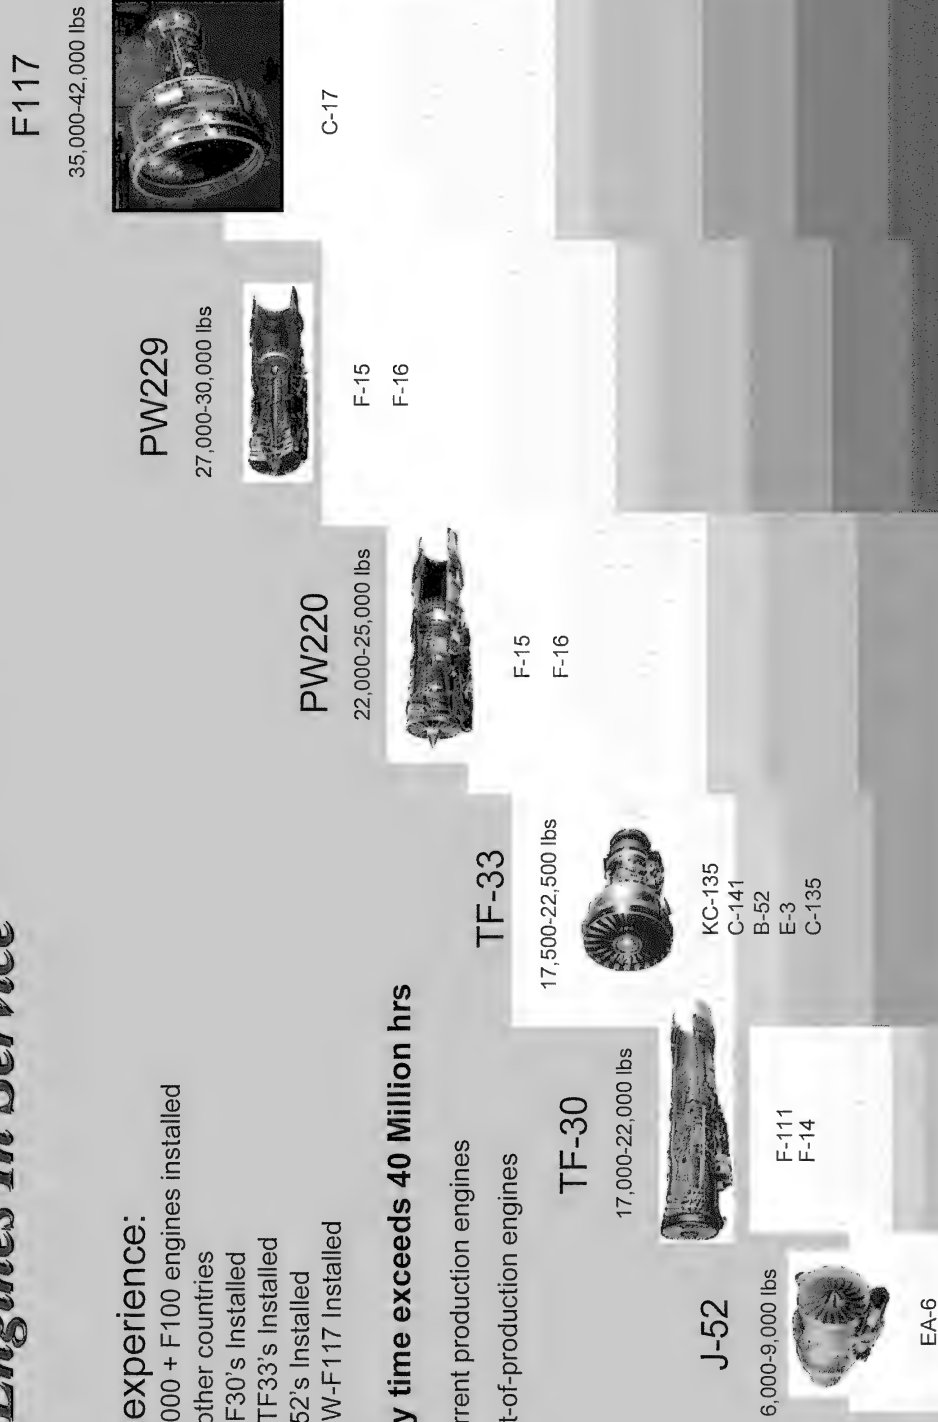 Engines In Service
experience:
000 + F100 engines installed
other countries
F30's Installed
TF33's Installed
52's Installed
W-F117 Installed
y time exceeds 40 Million hrs
rrent production engines
t-of-production engines
J-52
6,000-9,000 lbs
EA-6
TF-30
17,000-22,000 lbs
F-111
F-14
TF-33
17,500-22,500 lbs
KC-135
C-141
B-52
E-3
C-135
PW220
22,000-25,000 lbs
F-15
F-16
PW229
27,000-30,000 lbs
F-15
F-16
F117
35,000-42,000 lbs
C-17